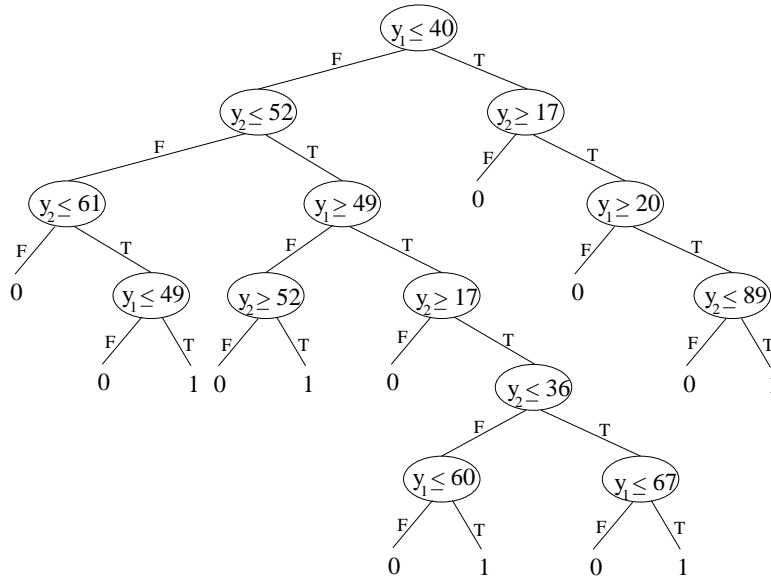 y1 ≤ 40
F T
y2 ≤ 52 y2 ≥ 17
F T F T
y2 ≤ 61 y1 ≥ 49 0 y1 ≥ 20
F T F T F T
0 y1 ≤ 49 y2 ≥ 52 y2 ≥ 17 0 y2 ≤ 89
F T F T F T F T
0 1 0 1 0 y2 ≤ 36 0
F T
y1 ≤ 60 y1 ≤ 67
F T F T
0 1 0 1